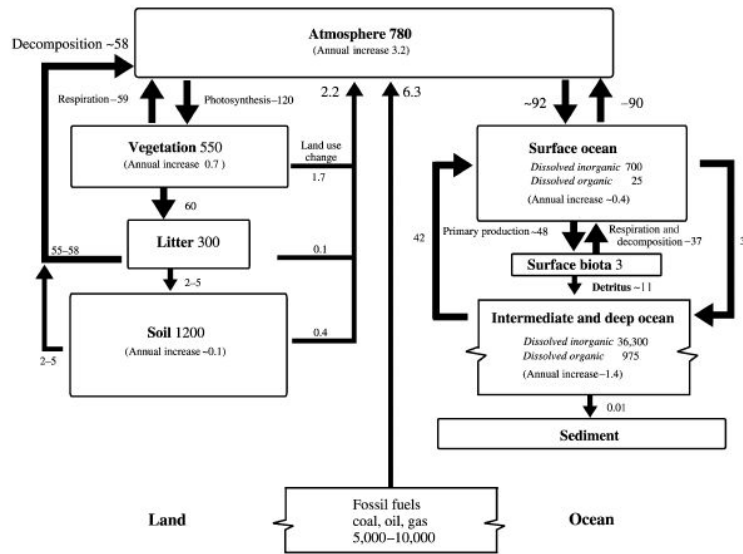 Decomposition ~58
Atmosphere 780
(Annual increase 3.2)
Respiration–59
Photosynthesis–120
2.2
6.3
~92
–90
Vegetation 550
(Annual increase 0.7)
Land use
change
1.7
Surface ocean
Dissolved inorganic 700
Dissolved organic 25
(Annual increase ~0.4)
60
Litter 300
55–58
0.1
2–5
42
Primary production ~48
Respiration and
decomposition ~37
3
Surface biota 3
Detritus ~11
Soil 1200
(Annual increase ~0.1)
0.4
2–5
Intermediate and deep ocean
Dissolved inorganic 36,300
Dissolved organic 975
(Annual increase–1.4)
0.01
Sediment
Land
Fossil fuels
coal, oil, gas
5,000–10,000
Ocean